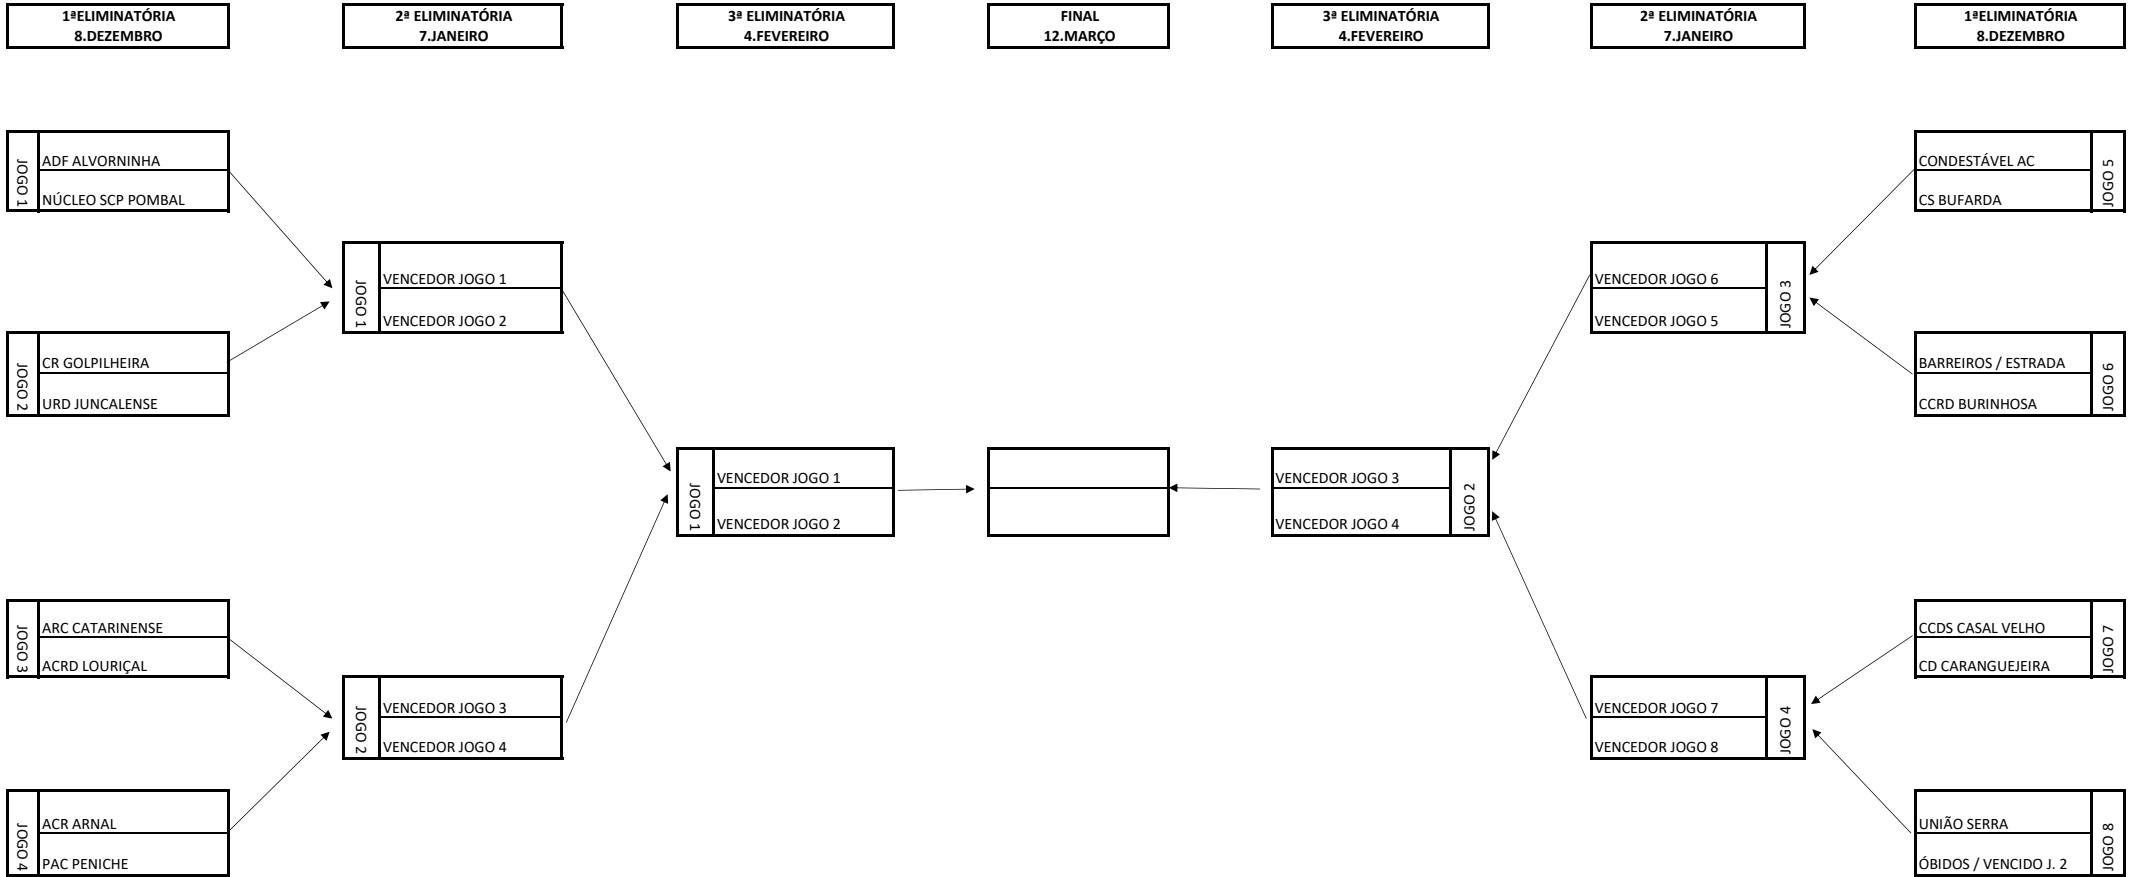 1ªELIMINATÓRIA
8.DEZEMBRO
2ª ELIMINATÓRIA
7.JANEIRO
3ª ELIMINATÓRIA
4.FEVEREIRO
FINAL
12.MARÇO
3ª ELIMINATÓRIA
4.FEVEREIRO
2ª ELIMINATÓRIA
7.JANEIRO
1ªELIMINATÓRIA
8.DEZEMBRO
JOGO 1
ADF ALVORNINHA
NÚCLEO SCP POMBAL
JOGO 2
CR GOLPILHEIRA
URD JUNCALENSE
JOGO 3
ARC CATARINENSE
ACRD LOURIÇAL
JOGO 4
ACR ARNAL
PAC PENICHE
JOGO 1
VENCEDOR JOGO 1
VENCEDOR JOGO 2
JOGO 2
VENCEDOR JOGO 3
VENCEDOR JOGO 4
JOGO 1
VENCEDOR JOGO 1
VENCEDOR JOGO 2
VENCEDOR JOGO 3
VENCEDOR JOGO 4
JOGO 2
VENCEDOR JOGO 6
VENCEDOR JOGO 5
JOGO 3
VENCEDOR JOGO 7
VENCEDOR JOGO 8
JOGO 4
CONDESTÁVEL AC
CS BUFARDA
JOGO 5
BARREIROS / ESTRADA
CCRD BURINHOSA
JOGO 6
CCDS CASAL VELHO
CD CARANGUEJEIRA
JOGO 7
UNIÃO SERRA
ÓBIDOS / VENCIDO J. 2
JOGO 8